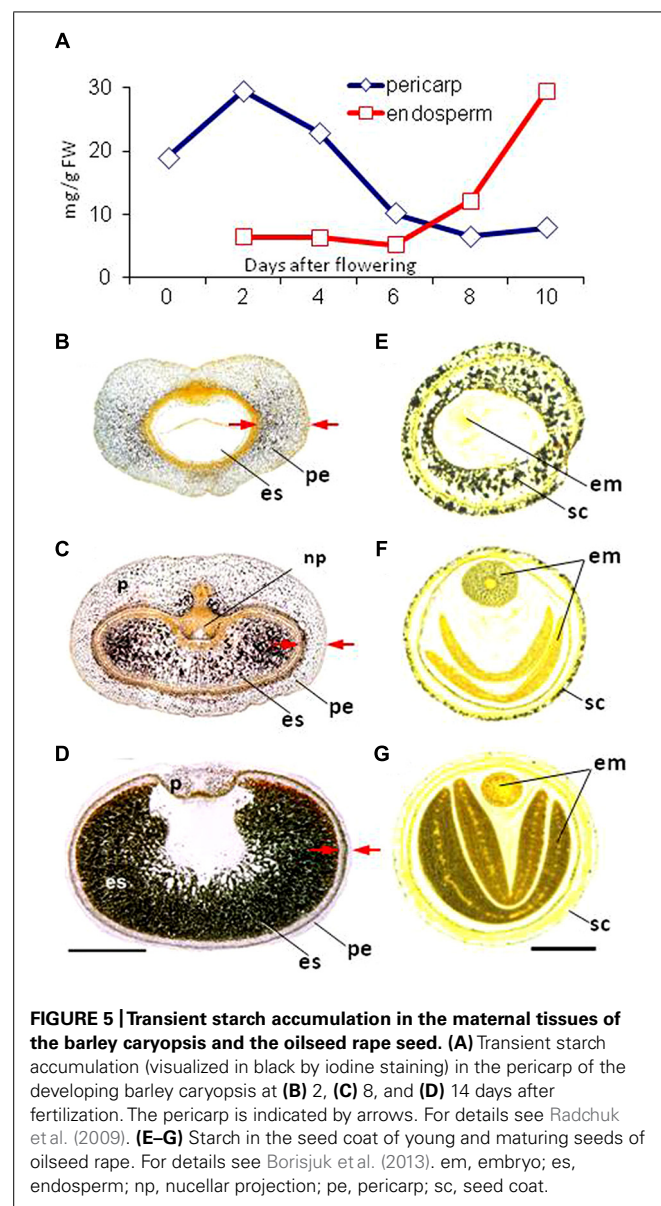 A
pericarp
endosperm
30
20
10
0
mg/g FW
Days after flowering
0 2 4 6 8 10
B
es
pe
E
em
sc
C
p
np
es
pe
F
em
sc
D
p
es
es
pe
G
em
sc
FIGURE 5 | Transient starch accumulation in the maternal tissues of
the barley caryopsis and the oilseed rape seed. (A) Transient starch
accumulation (visualized in black by iodine staining) in the pericarp of the
developing barley caryopsis at (B) 2, (C) 8, and (D) 14 days after
fertilization. The pericarp is indicated by arrows. For details see Radchuk
et al. (2009). (E–G) Starch in the seed coat of young and maturing seeds of
oilseed rape. For details see Borisjuk et al. (2013). em, embryo; es,
endosperm; np, nucellar projection; pe, pericarp; sc, seed coat.